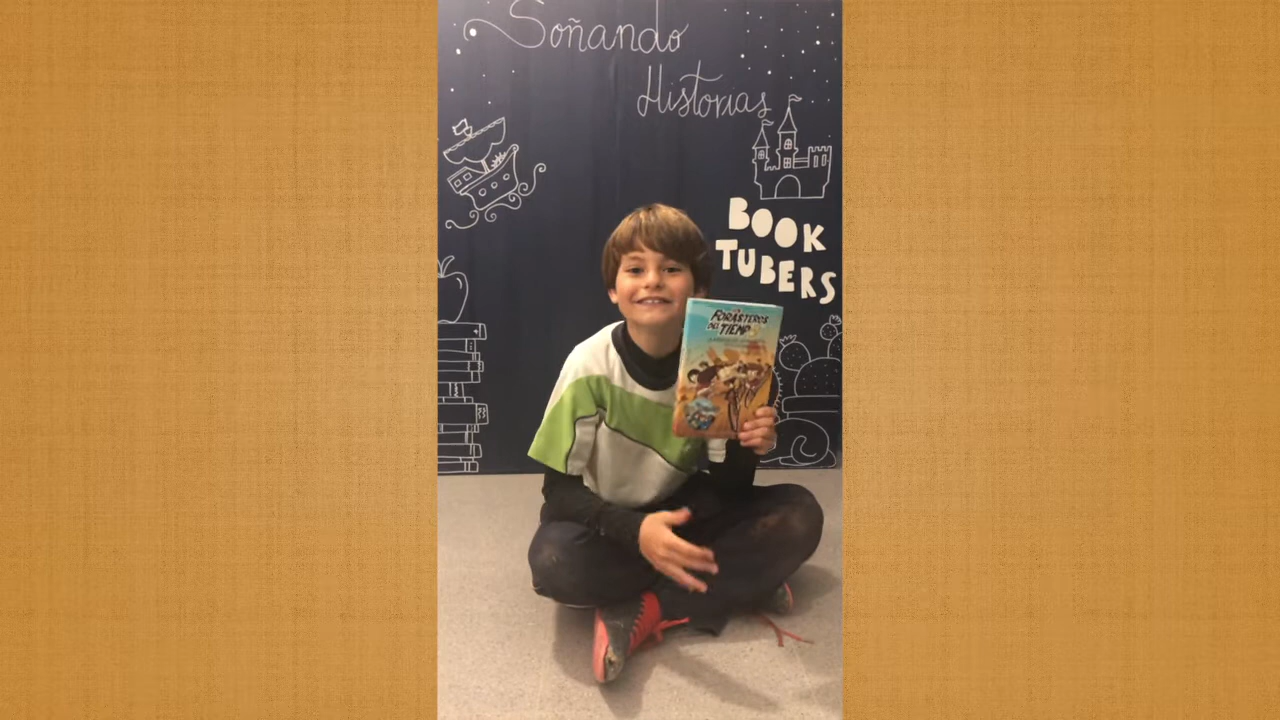 Soñando
Historias
BOOK
TUBERS
FORASTEROS
DEL TIEMPO